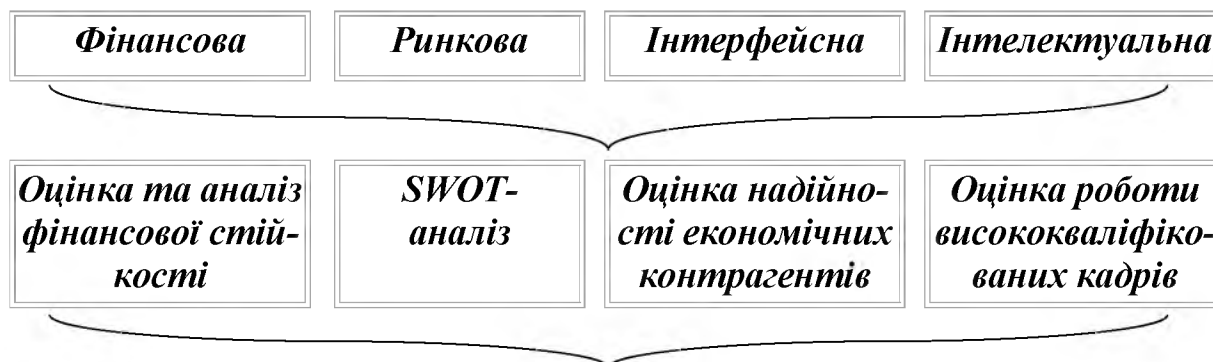 Фінансова
Ринкова
Інтерфейсна
Інтелектуальна
Оцінка та аналіз
фінансової стій-
кості
SWOT-
аналіз
Оцінка надійно-
сті економічних
контрагентів
Оцінка роботи
висококваліфіко-
ваних кадрів